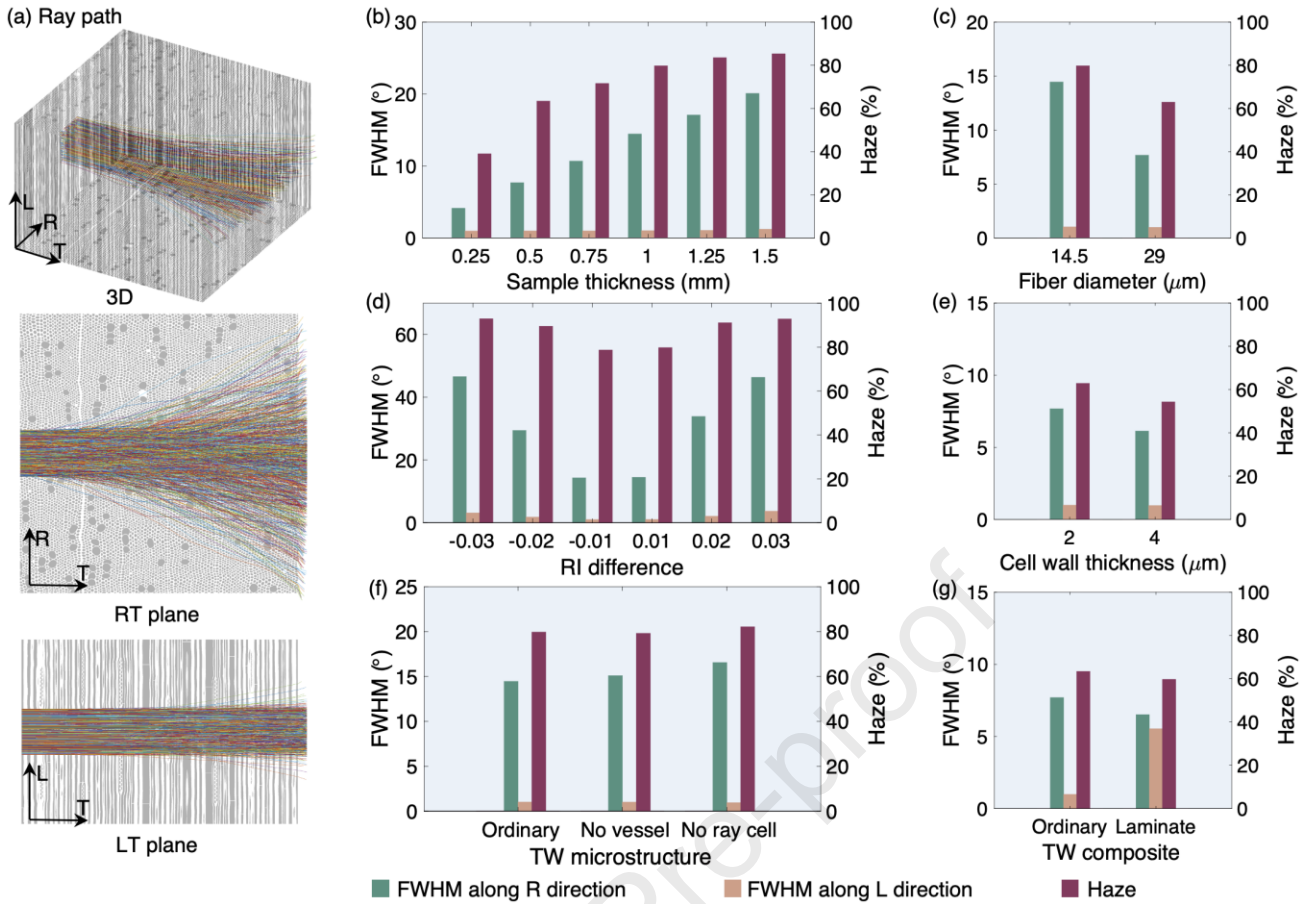 (a) Ray path
L
R
T
3D
R
T
RT plane
L
T
LT plane
(b)
30
20
10
0
FWHM (°)
100
80
60
40
20
0
Haze (%)
0.25 0.5 0.75 1 1.25 1.5
Sample thickness (mm)
(c)
20
15
10
5
0
FWHM (°)
100
80
60
40
20
0
Haze (%)
14.5 29
Fiber diameter (μm)
(d)
60
40
20
0
FWHM (°)
100
80
60
40
20
0
Haze (%)
-0.03 -0.02 -0.01 0.01 0.02 0.03
RI difference
(e)
15
10
5
0
FWHM (°)
100
80
60
40
20
0
Haze (%)
2 4
Cell wall thickness (μm)
(f)
25
20
15
10
5
0
FWHM (°)
100
80
60
40
20
0
Haze (%)
Ordinary No vessel No ray cell
TW microstructure
(g)
15
10
5
0
FWHM (°)
100
80
60
40
20
0
Haze (%)
Ordinary Laminate
TW composite
FWHM along R direction FWHM along L direction Haze
Pre-proof